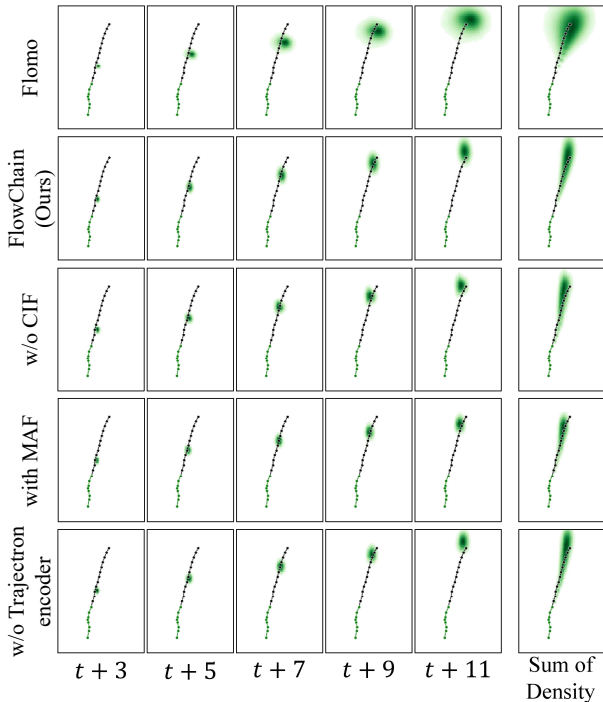 Flomo
FlowChain
(Ours)
w/o CIF
with MAF
w/o Trajectron
encoder
t + 3
t + 5
t + 7
t + 9
t + 11
Sum of
Density